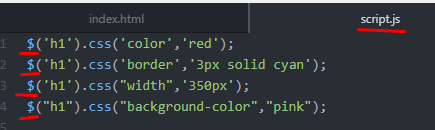 index.html script.js
1 $('h1').css('color','red');
2 $('h1').css('border','3px solid cyan');
3 $('h1').css("width",'350px');
4 $("h1").css("background-color","pink");